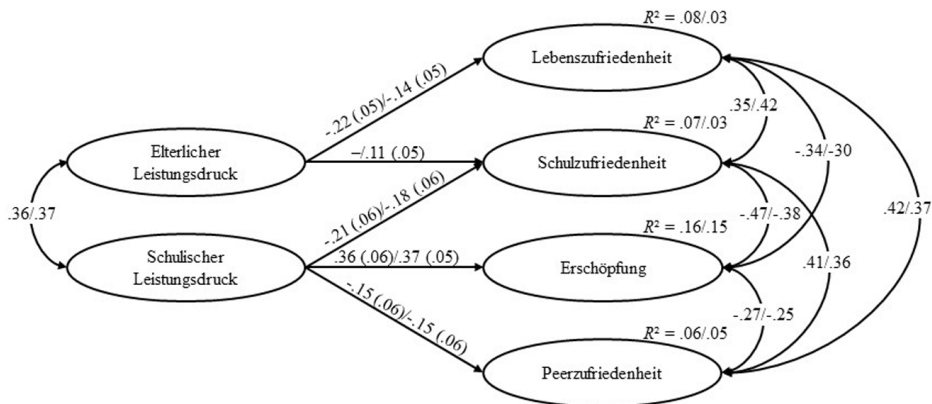 R² = .08/.03
Lebenszufriedenheit
-.22 (.05)/-.14 (.05)
.35/.42
R² = .07/.03
Elterlicher
Leistungsdruck
–/.11 (.05)
Schulzufriedenheit
-.34/-30
.36/.37
-.21 (.06)/-.18 (.06)
-.47/-.38
.42/.37
R² = .16/.15
Schulischer
Leistungsdruck
.36 (.06)/.37 (.05)
Erschöpfung
.41/.36
-.15 (.06)/-.15 (.06)
-.27/-.25
R² = .06/.05
Peerzufriedenheit